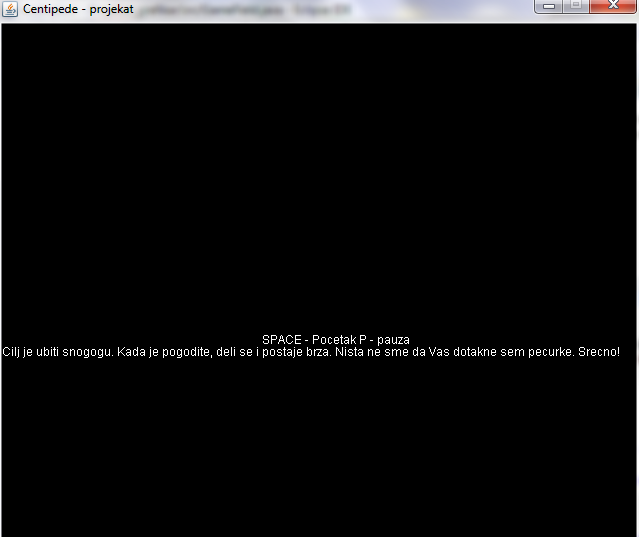 Centipede - projekat
SPACE - Pocetak P - pauza
Cilj je ubiti snogogu. Kada je pogodite, deli se i postaje brza. Nista ne sme da Vas dotakne sem pecurke. Srecno!